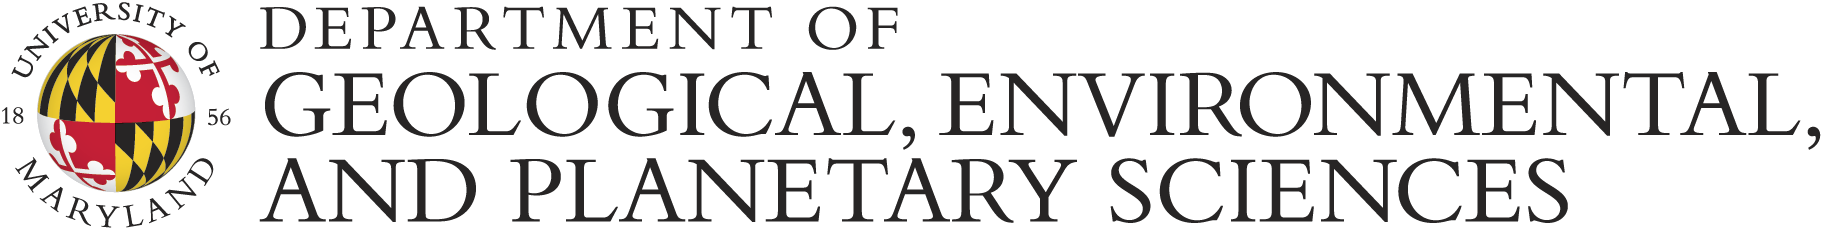 UNIVERSITY OF
18 56
MARYLAND
DEPARTMENT OF
GEOLOGICAL, ENVIRONMENTAL,
AND PLANETARY SCIENCES